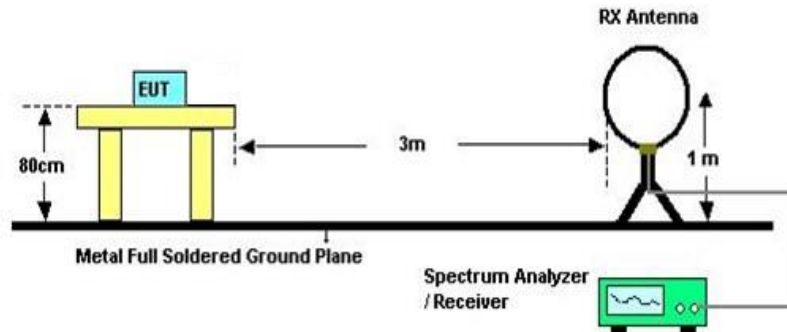 RX Antenna
EUT
80cm
3m
1 m
Metal Full Soldered Ground Plane
Spectrum Analyzer
/ Receiver